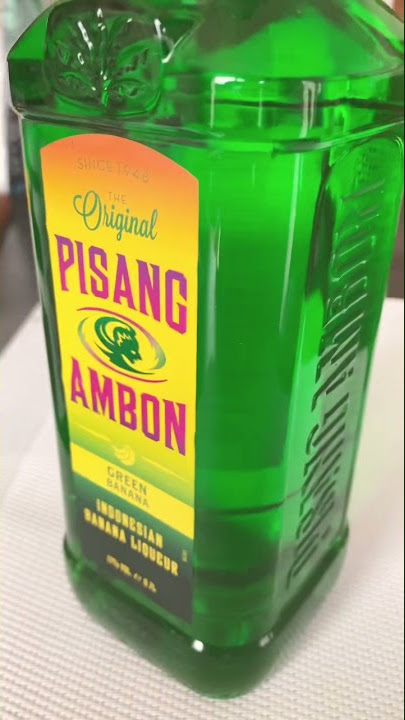 SINCE 1948
THE
Original
PISANG
AMBON
GREEN
BANANA
INDONESIAN
BANANA LIQUEUR